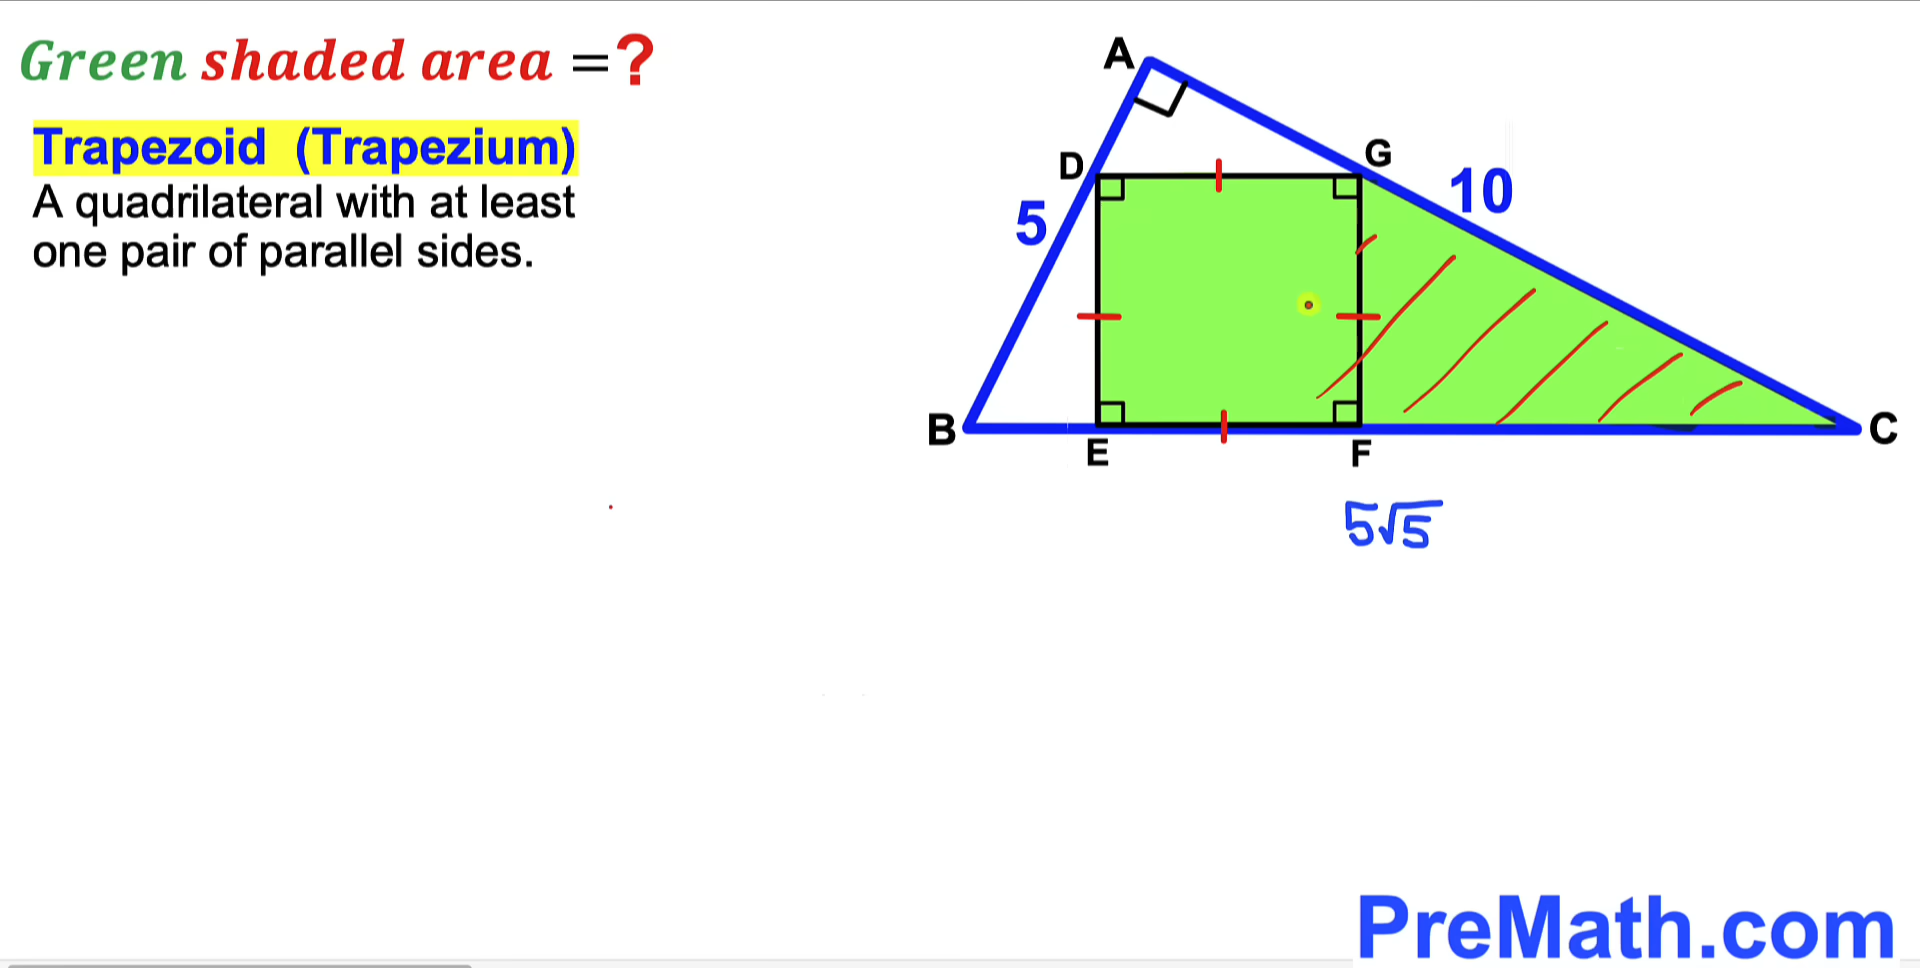 Green shaded area =?
Trapezoid (Trapezium)
A quadrilateral with at least
one pair of parallel sides.
A
D
G
5
10
B
E
F
C
5√5
PreMath.com